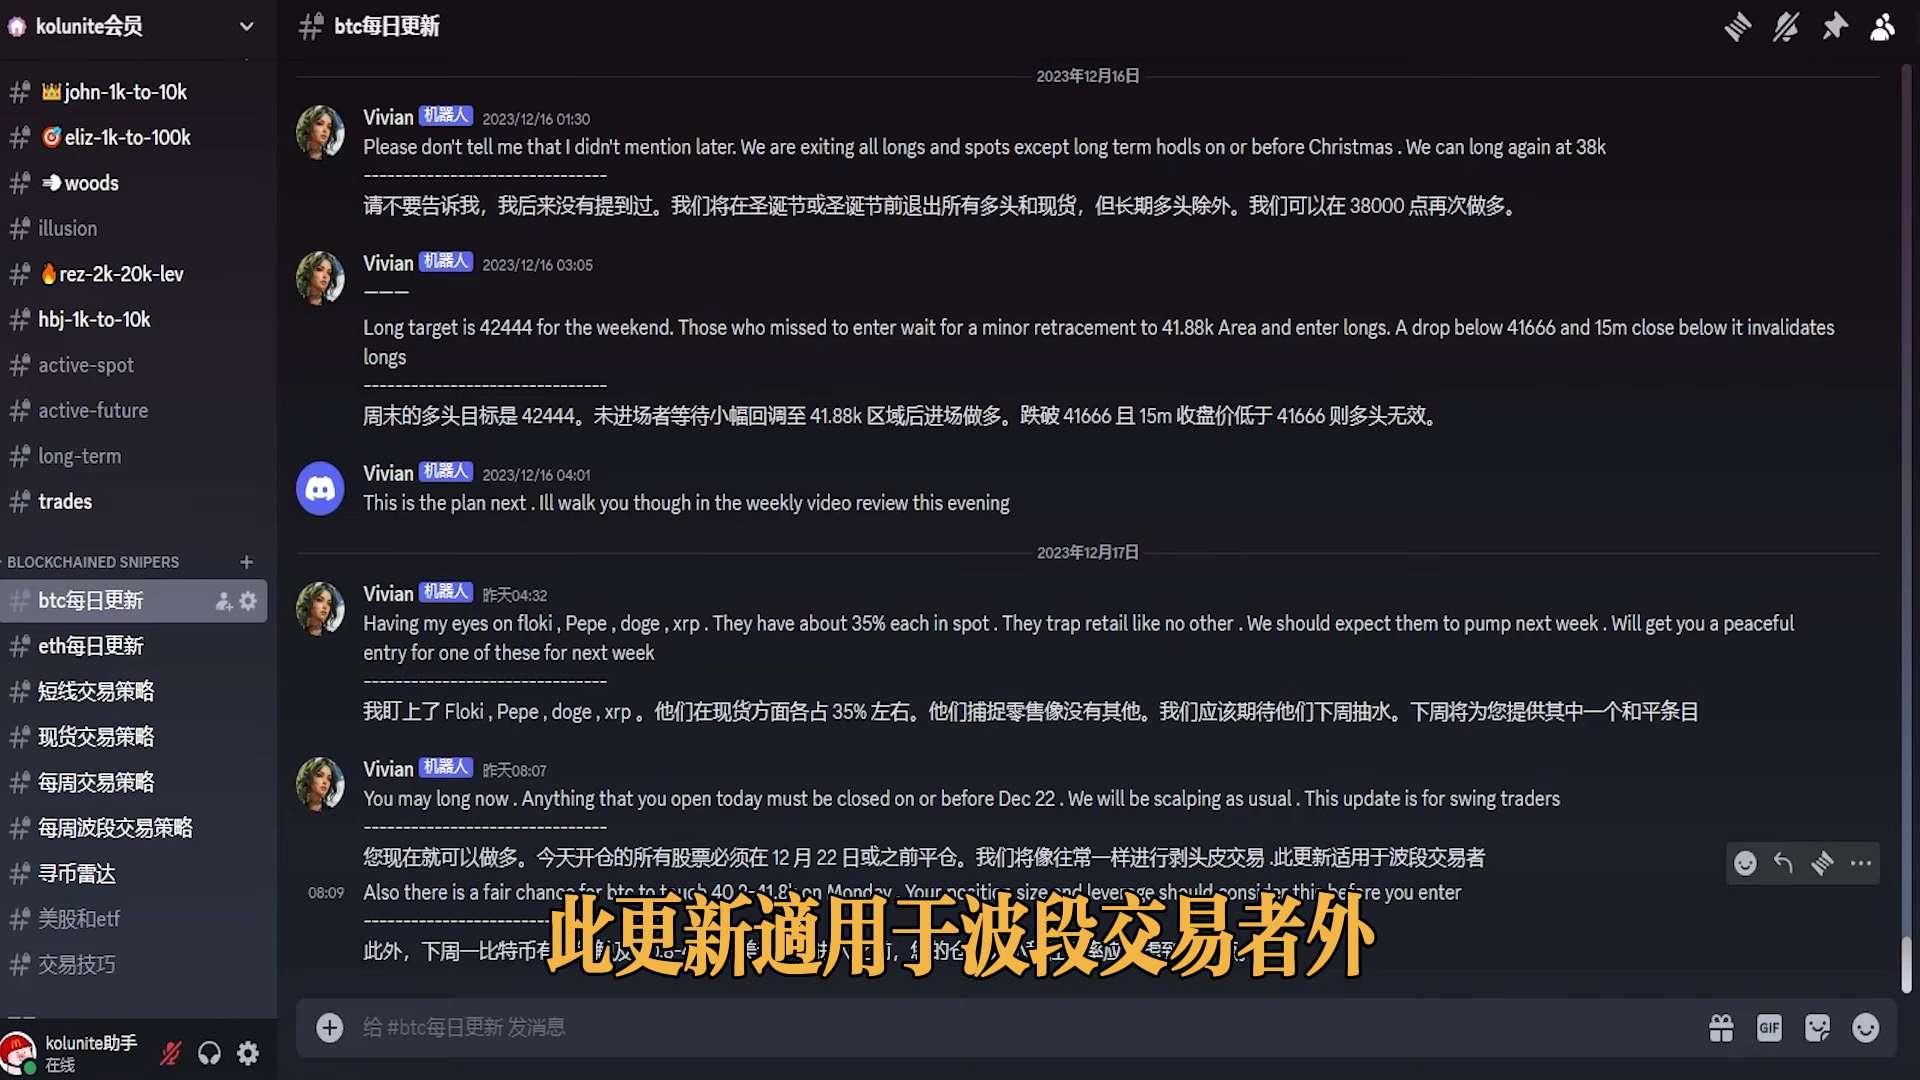 kolunite会员
john-1k-to-10k
eliz-1k-to-100k
woods
illusion
rez-2k-20k-lev
hbj-1k-to-10k
active-spot
active-future
long-term
trades
BLOCKCHAINED SNIPERS
btc每日更新
eth每日更新
短线交易策略
现货交易策略
每周交易策略
每周波段交易策略
寻币雷达
美股和etf
交易技巧
kolunite助手
在线
btc每日更新
2023年12月16日
Vivian 机器人 2023/12/16 01:30
Please don't tell me that I didn't mention later. We are exiting all longs and spots except long term hodls on or before Christmas . We can long again at 38k
-------------------------------
请不要告诉我，我后来没有提到过。我们将在圣诞节或圣诞节前退出所有多头和现货，但长期多头除外。我们可以在 38000 点再次做多。
Vivian 机器人 2023/12/16 03:05
———
Long target is 42444 for the weekend. Those who missed to enter wait for a minor retracement to 41.88k Area and enter longs. A drop below 41666 and 15m close below it invalidates
longs
-------------------------------
周末的多头目标是 42444。未进场者等待小幅回调至 41.88k 区域后进场做多。跌破 41666 且 15m 收盘价低于 41666 则多头无效。
Vivian 机器人 2023/12/16 04:01
This is the plan next . Ill walk you though in the weekly video review this evening
2023年12月17日
Vivian 机器人 昨天04:32
Having my eyes on floki , Pepe , doge , xrp . They have about 35% each in spot . They trap retail like no other . We should expect them to pump next week . Will get you a peaceful
entry for one of these for next week
-------------------------------
我盯上了 Floki , Pepe , doge , xrp 。他们在现货方面各占 35% 左右。他们捕捉零售像没有其他。我们应该期待他们下周抽水。下周将为您提供其中一个和平条目
Vivian 机器人 昨天08:07
You may long now . Anything that you open today must be closed on or before Dec 22 . We will be scalping as usual . This update is for swing traders
-------------------------------
您现在就可以做多。今天开仓的所有股票必须在 12 月 22 日或之前平仓。我们将像往常一样进行剥头皮交易 .此更新适用于波段交易者
08:09 Also there is a fair chance for btc to touch 40.8-41.8k on Monday . Your position size and leverage should consider this before you enter
-------------------------------
此外，下周一比特币有
此更新適用于波段交易者外
给 #btc每日更新 发消息
GIF